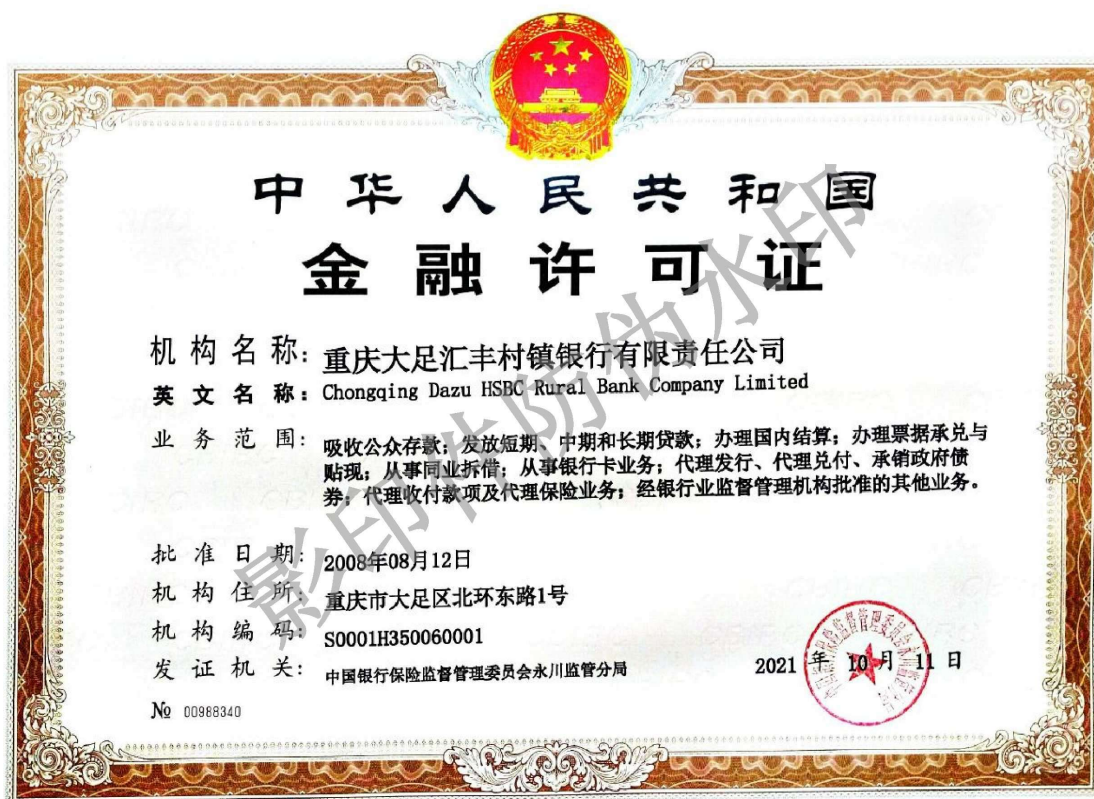 中华人民共和国
金融许可证
机构名称：重庆大足汇丰村镇银行有限责任公司
英文名称：Chongqing Dazu HSBC Rural Bank Company Limited
业务范围：吸收公众存款；发放短期、中期和长期贷款；办理国内结算；办理票据承兑与
贴现；从事同业拆借；从事银行卡业务；代理发行、代理兑付、承销政府债
券；代理收付款项及代理保险业务；经银行业监督管理机构批准的其他业务。
批准日期：2008年08月12日
机构住所：重庆市大足区北环东路1号
机构编码：S0001H350060001
发证机关：中国银行保险监督管理委员会永川监管分局
2021 年 10 月 11 日
№ 00988340
影印件防伪水印